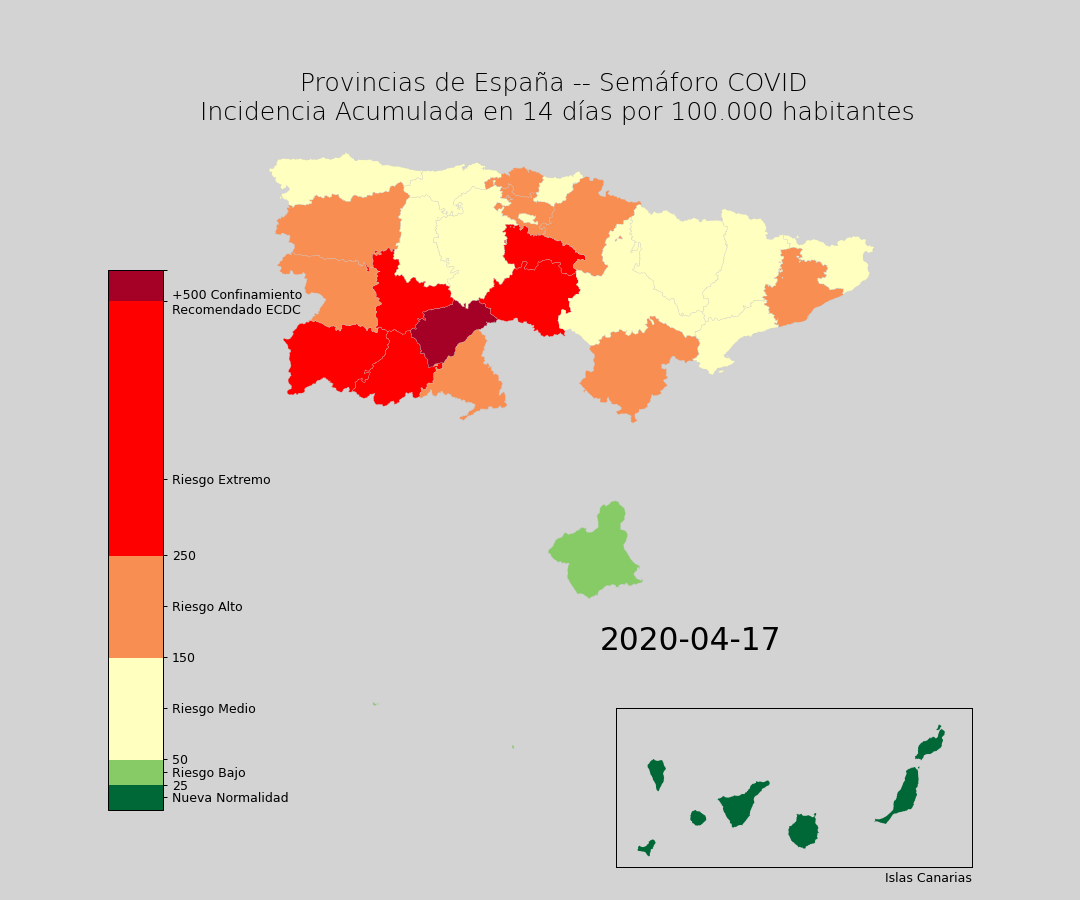 Provincias de España -- Semáforo COVID
Incidencia Acumulada en 14 días por 100.000 habitantes
+500 Confinamiento
Recomendado ECDC
Riesgo Extremo
250
Riesgo Alto
150
Riesgo Medio
50
Riesgo Bajo
25
Nueva Normalidad
2020-04-17
Islas Canarias